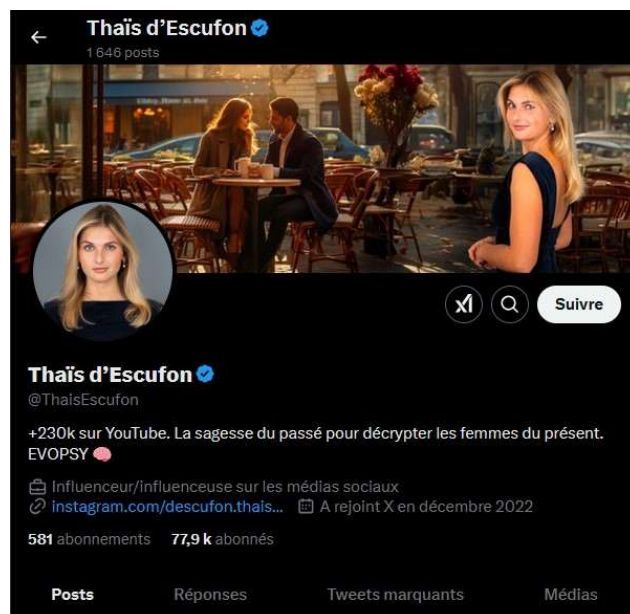 Thaïs d’Escufon
1 646 posts
Suivre
Thaïs d’Escufon
@ThaisEscufon
+230k sur YouTube. La sagesse du passé pour décrypter les femmes du présent.
EVOPSY
Influenceur/influenceuse sur les médias sociaux
instagram.com/descufon.thais... A rejoint X en décembre 2022
581 abonnements 77,9 k abonnés
Posts Réponses Tweets marquants Médias